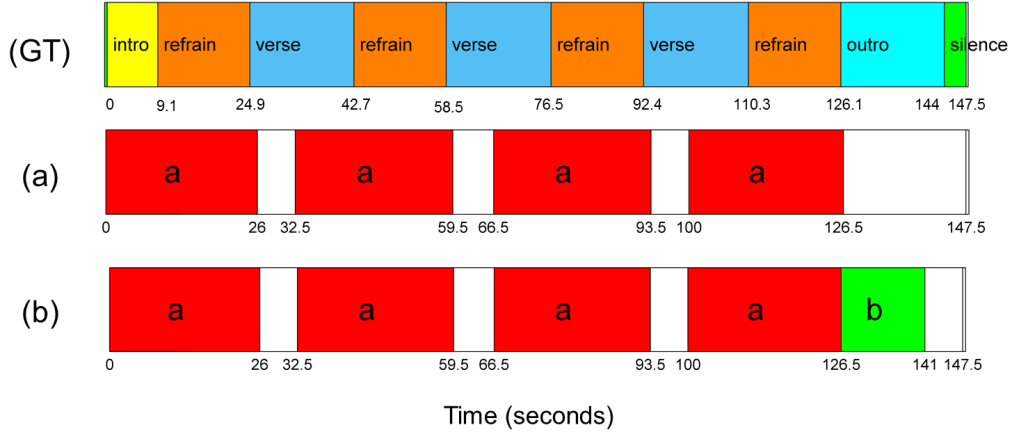 (GT) intro refrain verse refrain verse refrain verse refrain outro silence
0 9.1 24.9 42.7 58.5 76.5 92.4 110.3 126.1 144 147.5
(a) a a a a
0 26 32.5 59.5 66.5 93.5 100 126.5 147.5
(b) a a a a b
0 26 32.5 59.5 66.5 93.5 100 126.5 141 147.5
Time (seconds)